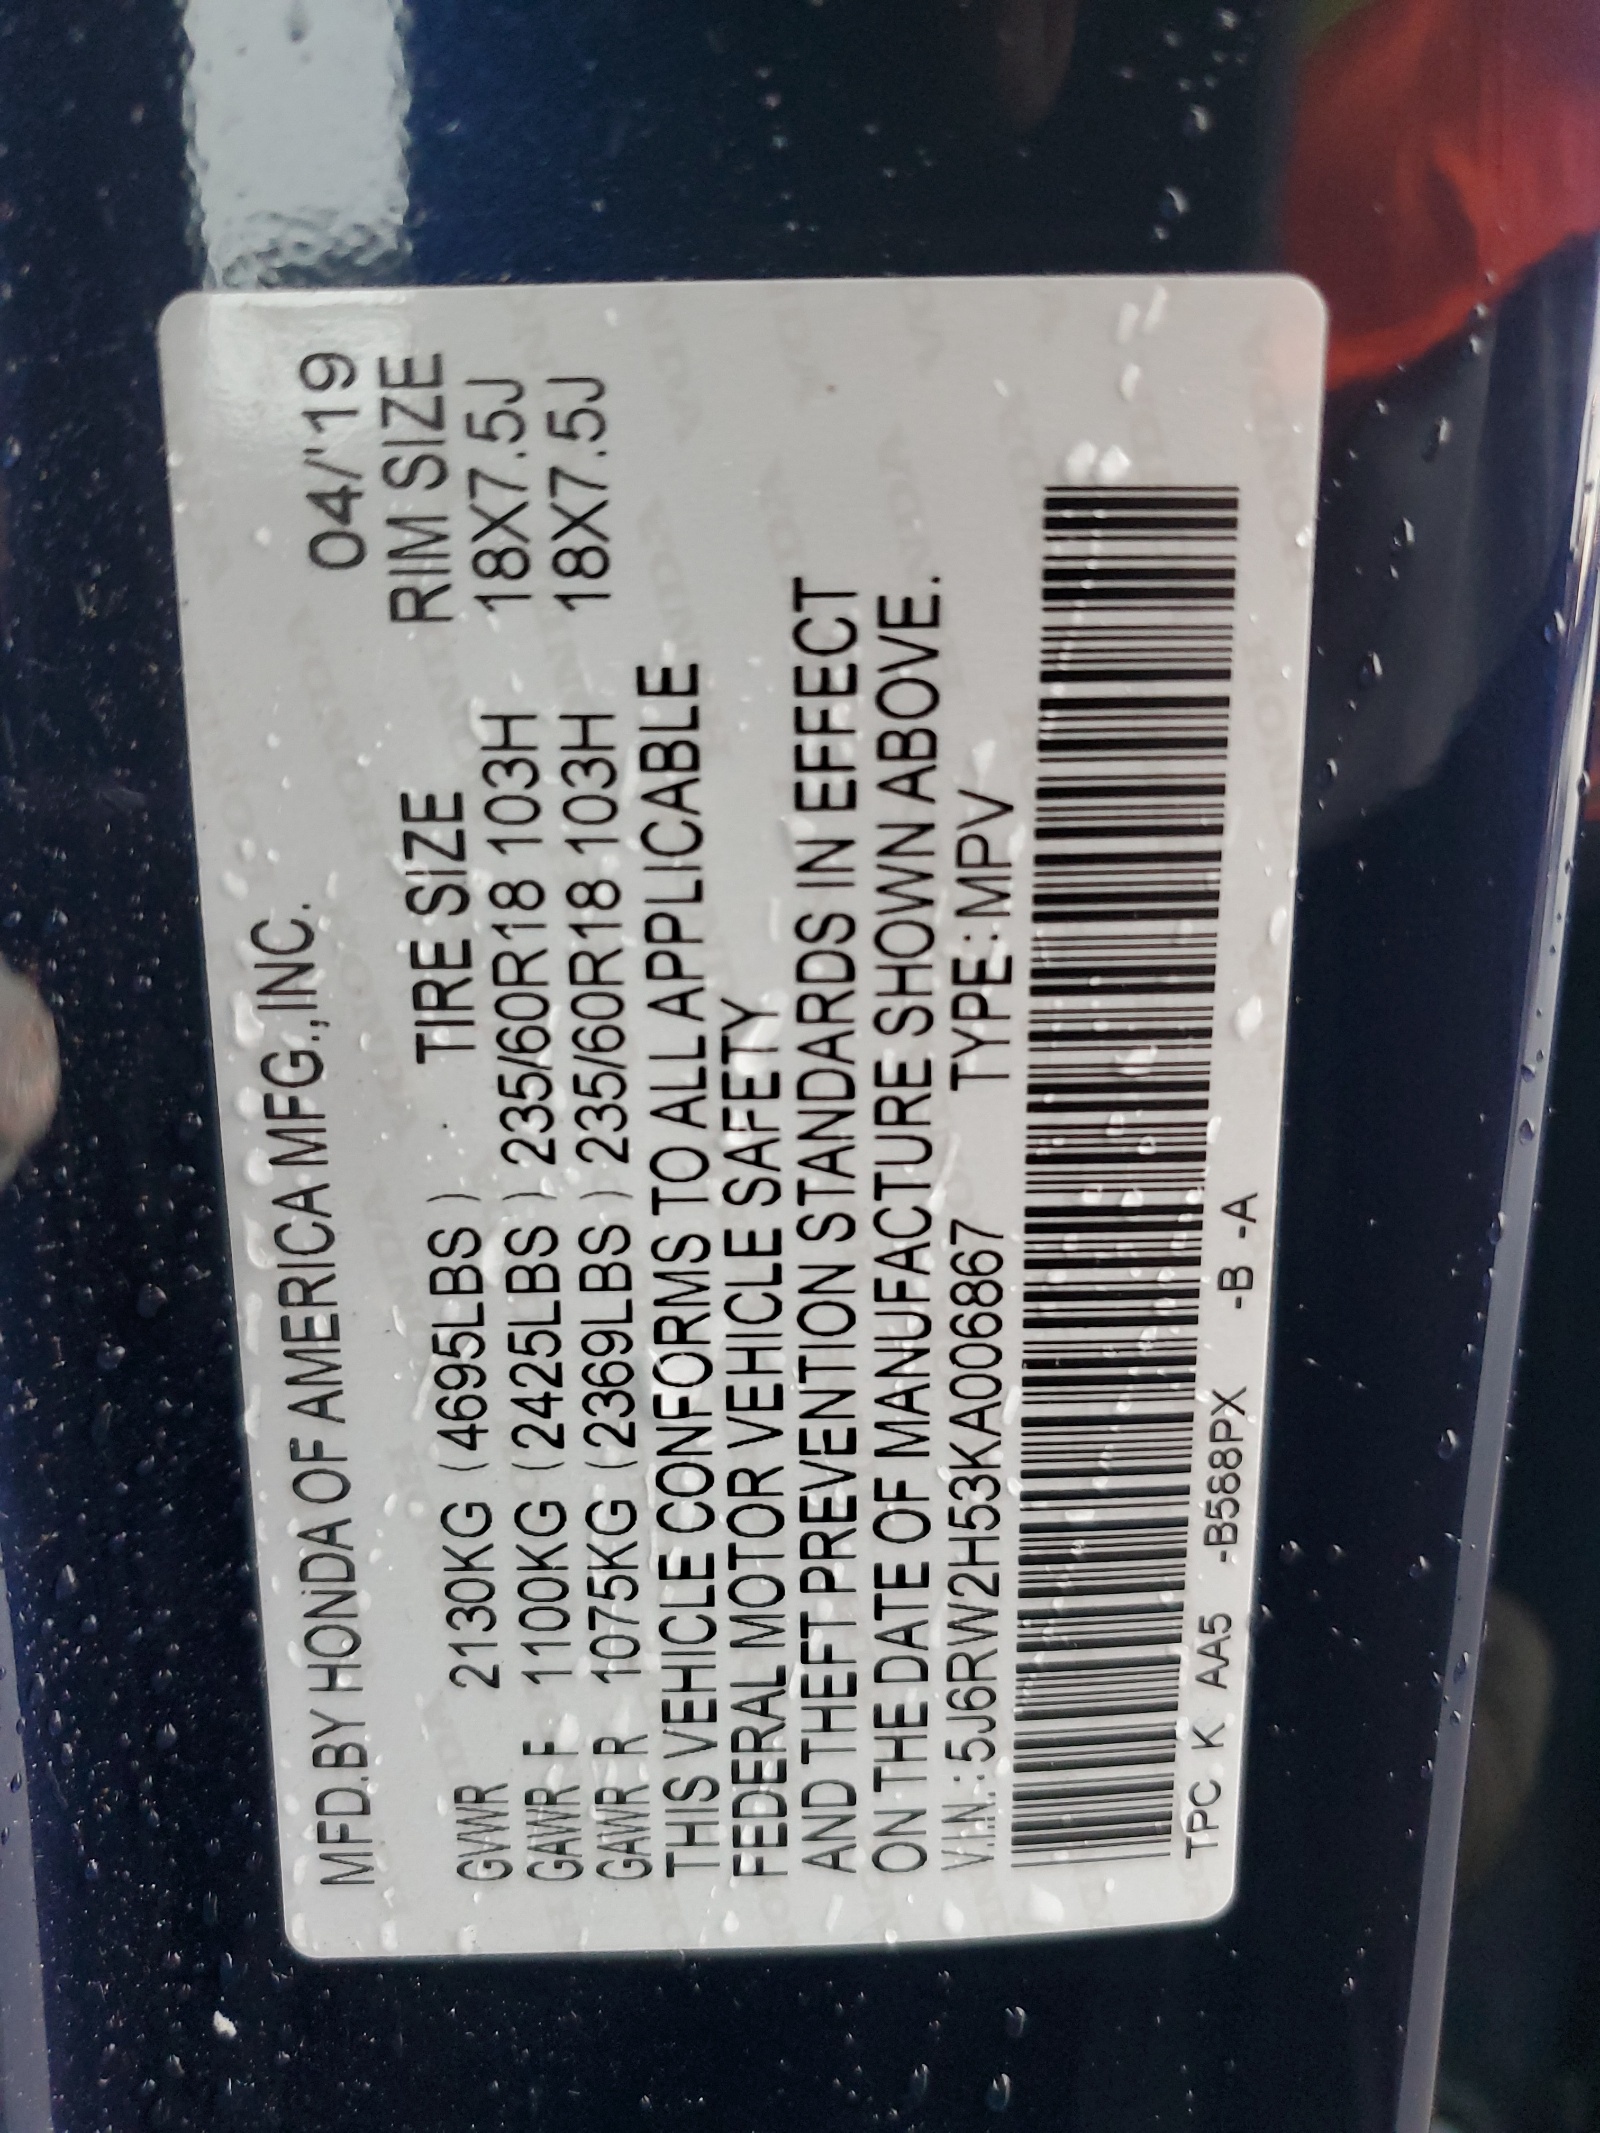 MFD.BY HONDA OF AMERICA MFG.,INC. 04/'19
TIRE SIZE RIM SIZE
GVWR 2130KG (4695LBS)
GAWR F 1100KG (2425LBS) 235/60R18 103H 18X7.5J
GAWR R 1075KG (2369LBS) 235/60R18 103H 18X7.5J
THIS VEHICLE CONFORMS TO ALL APPLICABLE
FEDERAL MOTOR VEHICLE SAFETY
AND THEFT PREVENTION STANDARDS IN EFFECT
ON THE DATE OF MANUFACTURE SHOWN ABOVE.
V.I.N.:5J6RW2H53KA006867 TYPE:MPV
TPC K AA5 -B588PX -B -A